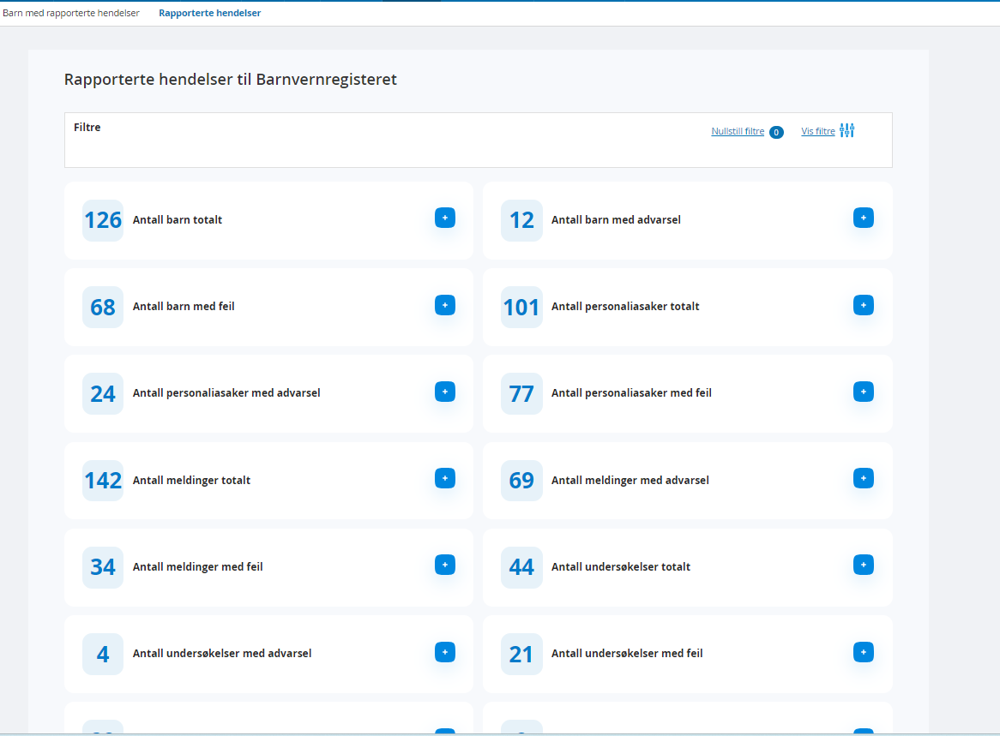 Barn med rapporterte hendelser Rapporterte hendelser
Rapporterte hendelser til Barnvernregisteret
Filtre
Nullstill filtre 0 Vis filtre
126 Antall barn totalt +
12 Antall barn med advarsel +
68 Antall barn med feil +
101 Antall personaliasaker totalt +
24 Antall personaliasaker med advarsel +
77 Antall personaliasaker med feil +
142 Antall meldinger totalt +
69 Antall meldinger med advarsel +
34 Antall meldinger med feil +
44 Antall undersøkelser totalt +
4 Antall undersøkelser med advarsel +
21 Antall undersøkelser med feil +